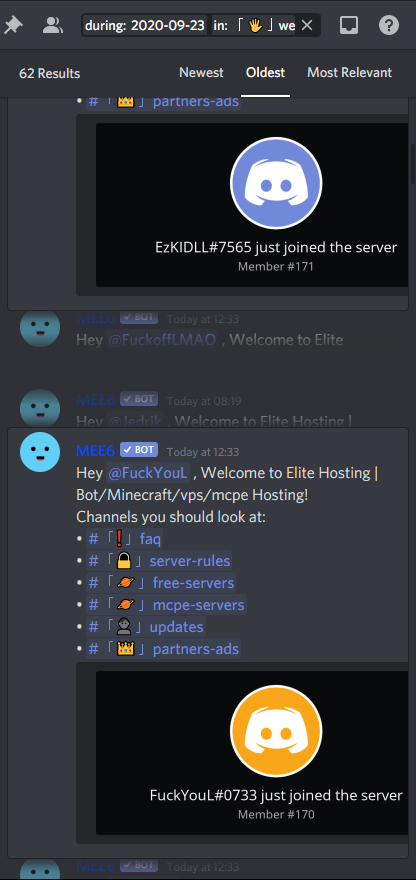 during: 2020-09-23 in:「🖐」we
62 Results Newest Oldest Most Relevant
• #「👑」partners-ads
EzKIDLL#7565 just joined the server
Member #171
MEE6 ✓ BOT Today at 12:33
Hey @FuckoffLMAO , Welcome to Elite
MEE6 ✓ BOT Today at 08:19
Hey @Jedrik , Welcome to Elite Hosting |
MEE6 ✓ BOT Today at 12:33
Hey @FuckYouL , Welcome to Elite Hosting |
Bot/Minecraft/vps/mcpe Hosting!
Channels you should look at:
• #「❗」faq
• #「🔒」server-rules
• #「🪐」free-servers
• #「🪐」mcpe-servers
• #「👤」updates
• #「👑」partners-ads
FuckYouL#0733 just joined the server
Member #170
MEE6 ✓ BOT Today at 12:33